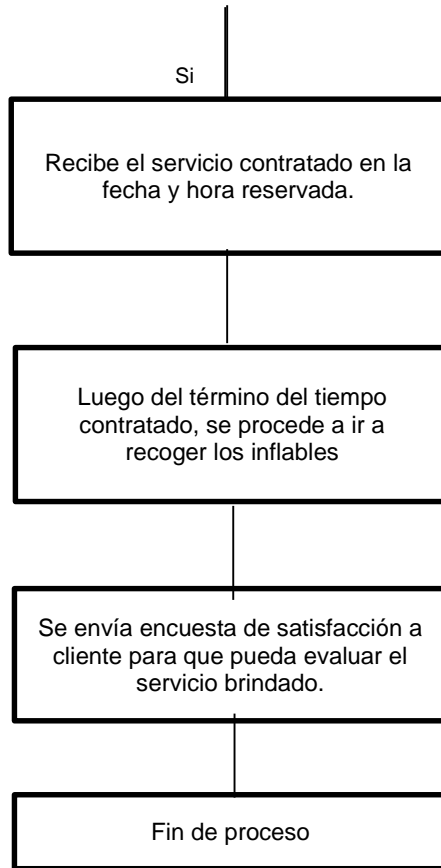 Si
Recibe el servicio contratado en la
fecha y hora reservada.
Luego del término del tiempo
contratado, se procede a ir a
recoger los inflables
Se envía encuesta de satisfacción a
cliente para que pueda evaluar el
servicio brindado.
Fin de proceso